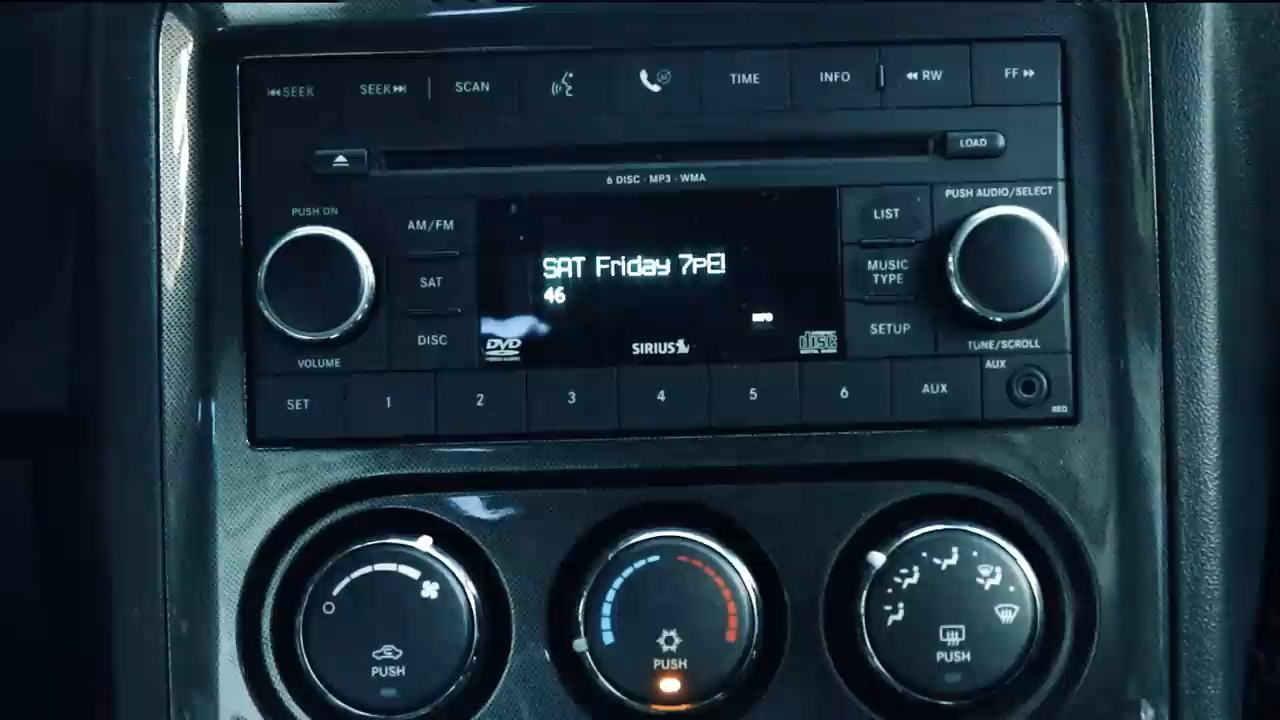 SEEK
SEEK
SCAN
TIME
INFO
RW
FF
LOAD
6 DISC · MP3 · WMA
PUSH ON
VOLUME
AM/FM
SAT
DISC
SAT Friday 7PE
46
INFO
DVD
SIRIUS
disc
LIST
MUSIC
TYPE
SETUP
PUSH AUDIO/SELECT
TUNE/SCROLL
AUX
SET
1
2
3
4
5
6
AUX
PUSH
PUSH
PUSH